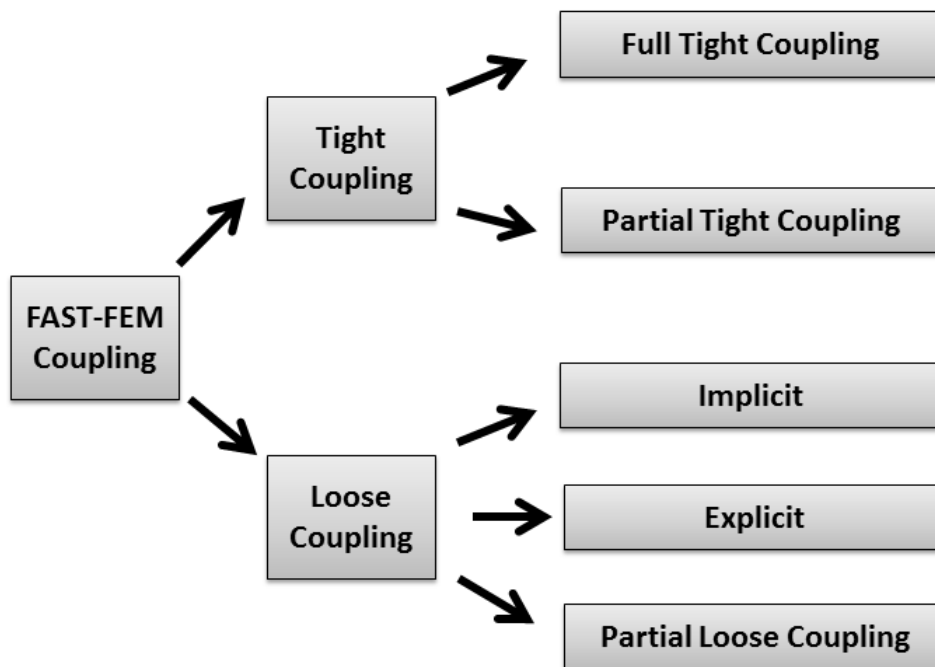 FAST-FEM
Coupling
Tight
Coupling
Full Tight Coupling
Partial Tight Coupling
Loose
Coupling
Implicit
Explicit
Partial Loose Coupling